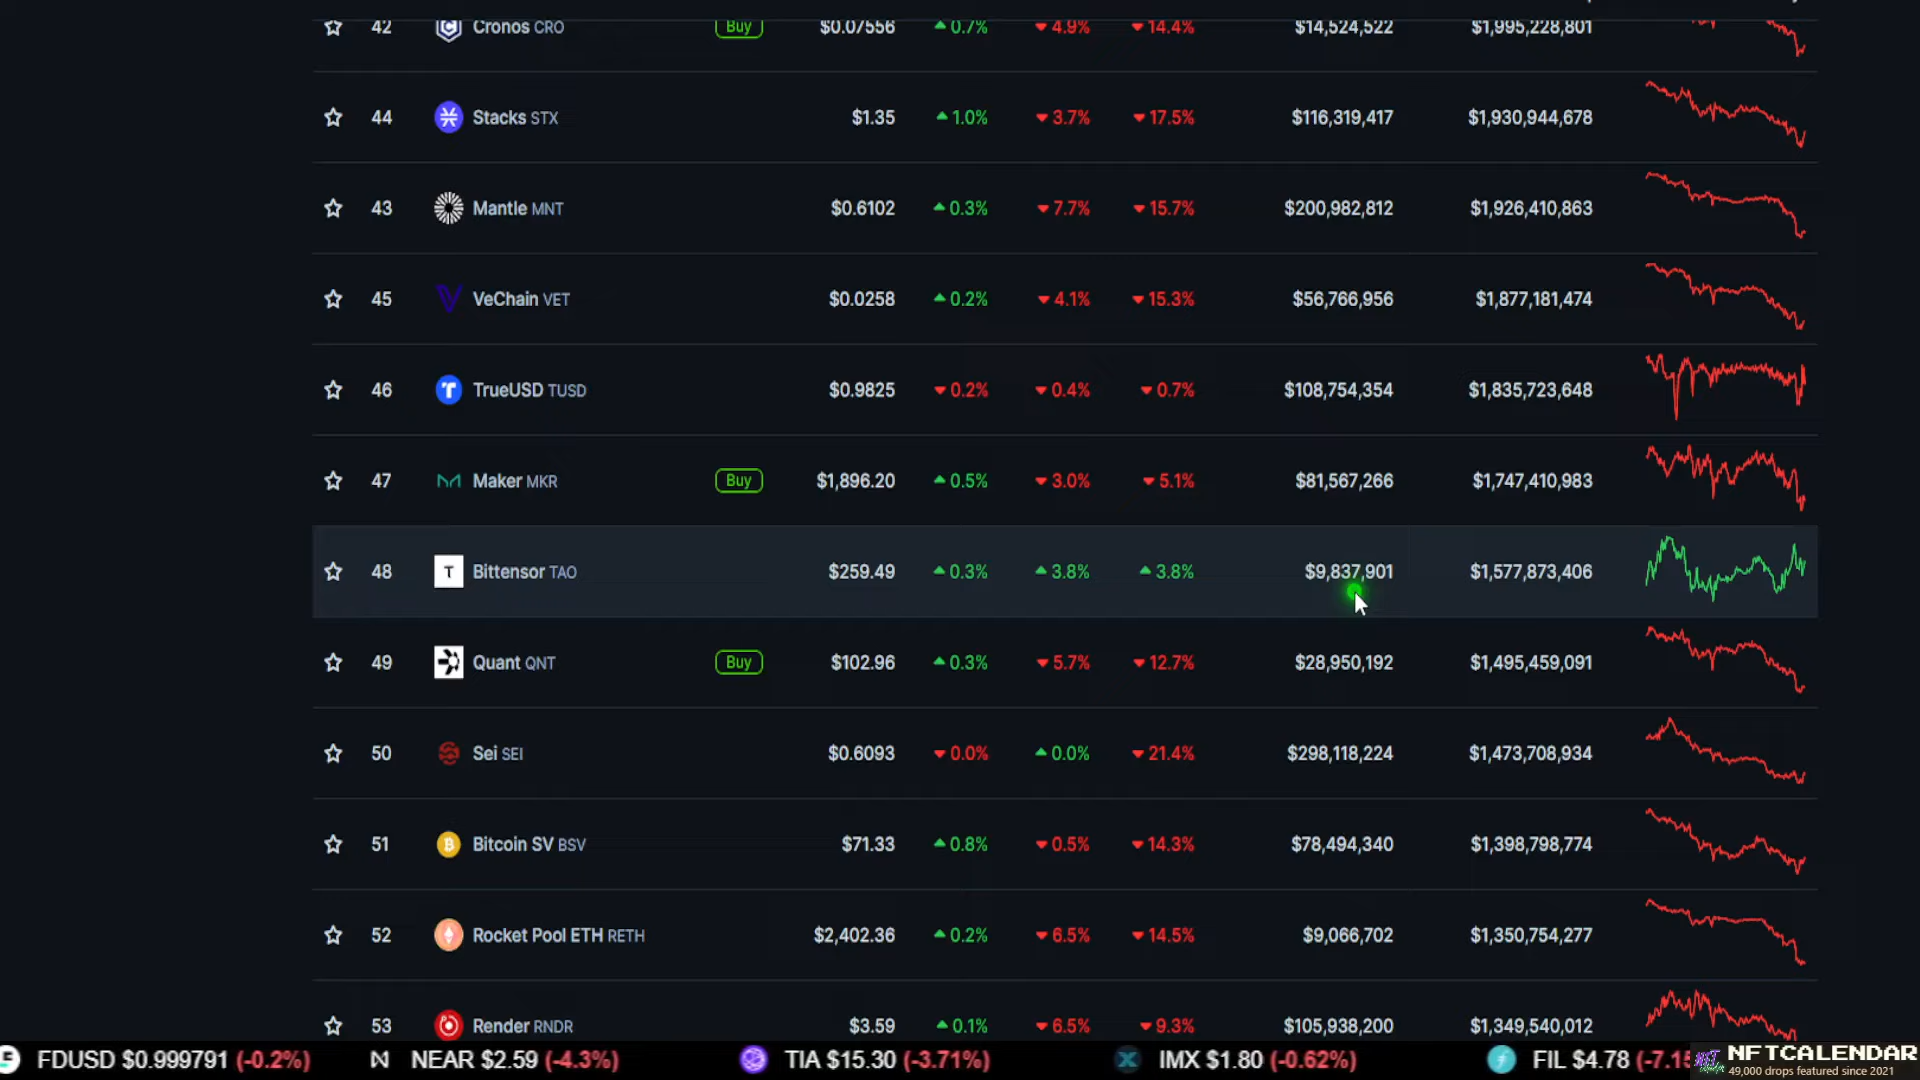 42 Cronos CRO Buy $0.07556 0.7% 4.9% 14.4% $14,524,522 $1,995,228,801
44 Stacks STX $1.35 1.0% 3.7% 17.5% $116,319,417 $1,930,944,678
43 Mantle MNT $0.6102 0.3% 7.7% 15.7% $200,982,812 $1,926,410,863
45 VeChain VET $0.0258 0.2% 4.1% 15.3% $56,766,956 $1,877,181,474
46 TrueUSD TUSD $0.9825 0.2% 0.4% 0.7% $108,754,354 $1,835,723,648
47 Maker MKR Buy $1,896.20 0.5% 3.0% 5.1% $81,567,266 $1,747,410,983
48 T Bittensor TAO $259.49 0.3% 3.8% 3.8% $9,837,901 $1,577,873,406
49 Quant QNT Buy $102.96 0.3% 5.7% 12.7% $28,950,192 $1,495,459,091
50 Sei SEI $0.6093 0.0% 0.0% 21.4% $298,118,224 $1,473,708,934
51 Bitcoin SV BSV $71.33 0.8% 0.5% 14.3% $78,494,340 $1,398,798,774
52 Rocket Pool ETH RETH $2,402.36 0.2% 6.5% 14.5% $9,066,702 $1,350,754,277
53 Render RNDR $3.59 0.1% 6.5% 9.3% $105,938,200 $1,349,540,012
FDUSD $0.999791 (-0.2%) NEAR $2.59 (-4.3%) TIA $15.30 (-3.71%) IMX $1.80 (-0.62%) FIL $4.78 (-7.15
NFTCALENDAR
49,000 drops featured since 2021